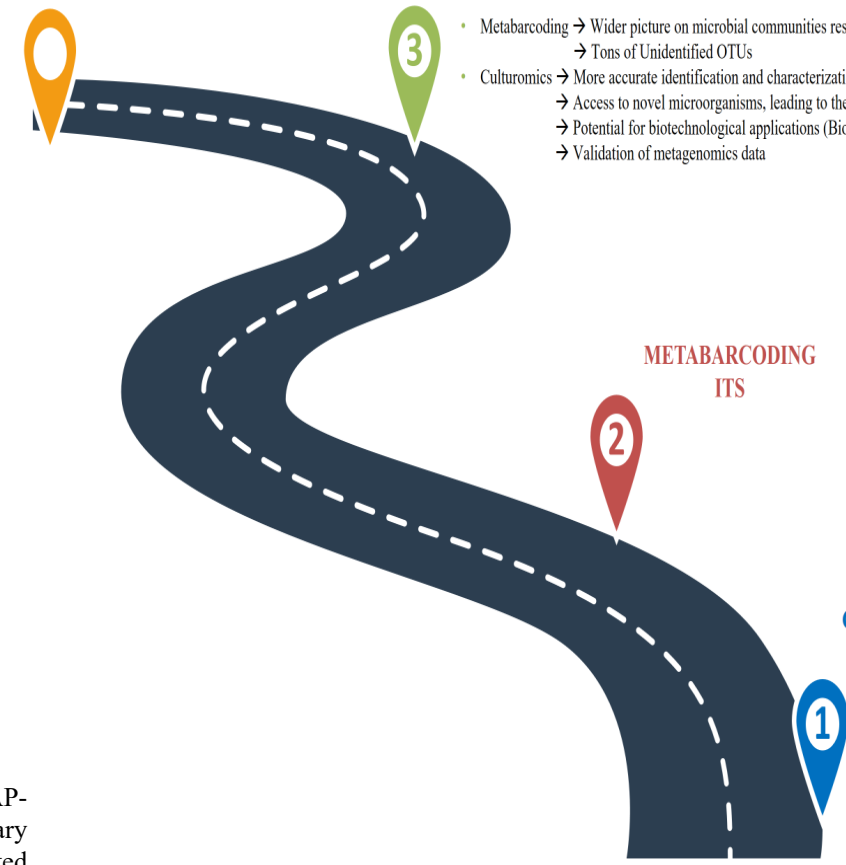 3
• Metabarcoding → Wider picture on microbial communities res
→ Tons of Unidentified OTUs
• Culturomics → More accurate identification and characterizati
→ Access to novel microorganisms, leading to the
→ Potential for biotechnological applications (Bio
→ Validation of metagenomics data
METABARCODING
ITS
2
1
AP-
ary